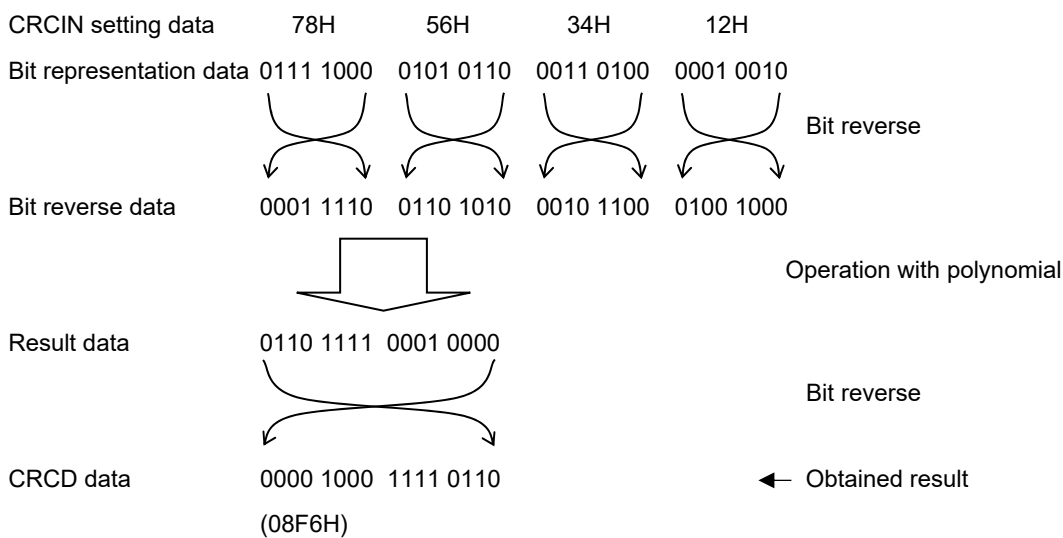 CRCIN setting data 78H 56H 34H 12H
Bit representation data 0111 1000 0101 0110 0011 0100 0001 0010
Bit reverse
Bit reverse data 0001 1110 0110 1010 0010 1100 0100 1000
Operation with polynomial
Result data 0110 1111 0001 0000
Bit reverse
CRCD data 0000 1000 1111 0110 Obtained result
(08F6H)